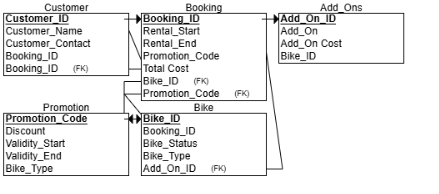 Customer
Customer_ID
Customer_Name
Customer_Contact
Booking_ID
Booking_ID (FK)
Booking
Booking_ID
Rental_Start
Rental_End
Promotion_Code
Total Cost
Bike_ID (FK)
Promotion_Code (FK)
Add_Ons
Add_On_ID
Add_On
Add_On Cost
Bike_ID
Promotion
Promotion_Code
Discount
Validity_Start
Validity_End
Bike_Type
Bike
Bike_ID
Booking_ID
Bike_Status
Bike_Type
Add_On_ID (FK)